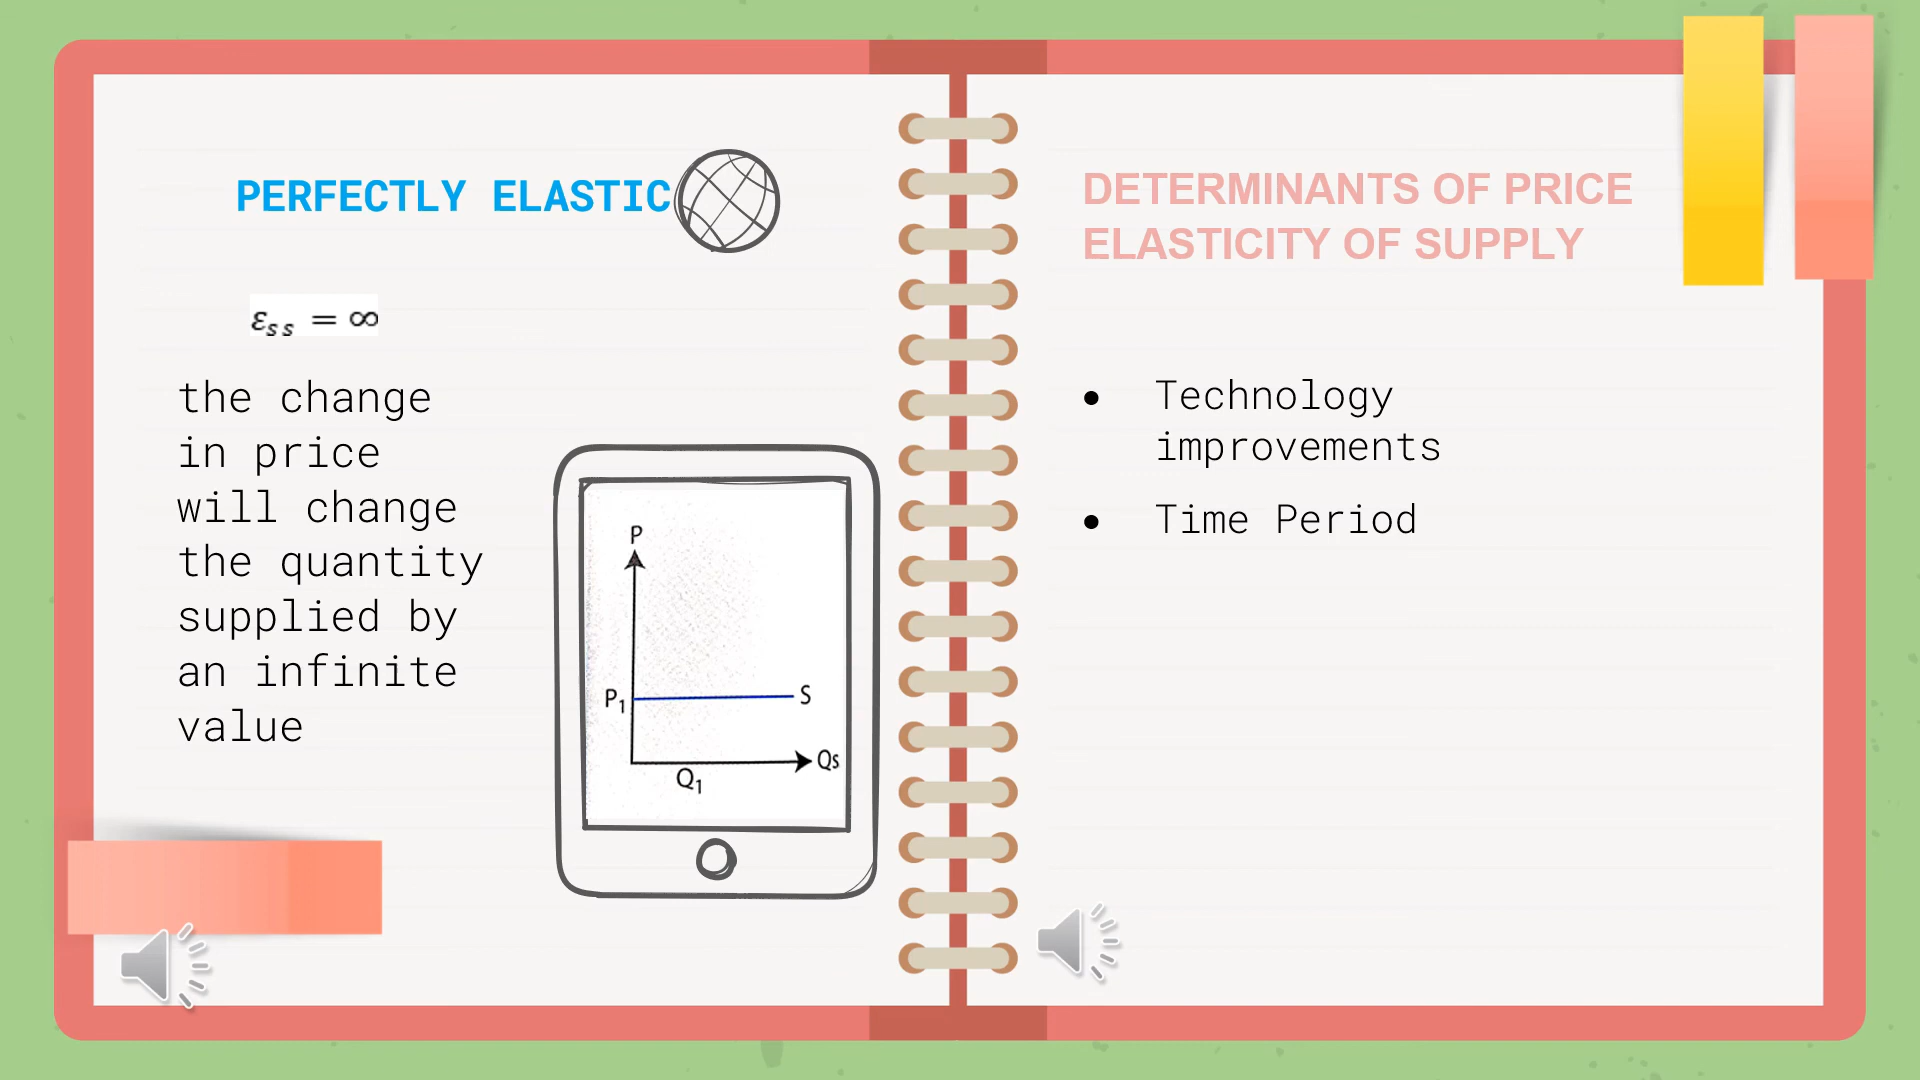 PERFECTLY ELASTIC
εₛₛ = ∞
the change
in price
will change
the quantity
supplied by
an infinite
value
P
P₁
S
Qs
Q₁
DETERMINANTS OF PRICE
ELASTICITY OF SUPPLY
● Technology
improvements
● Time Period